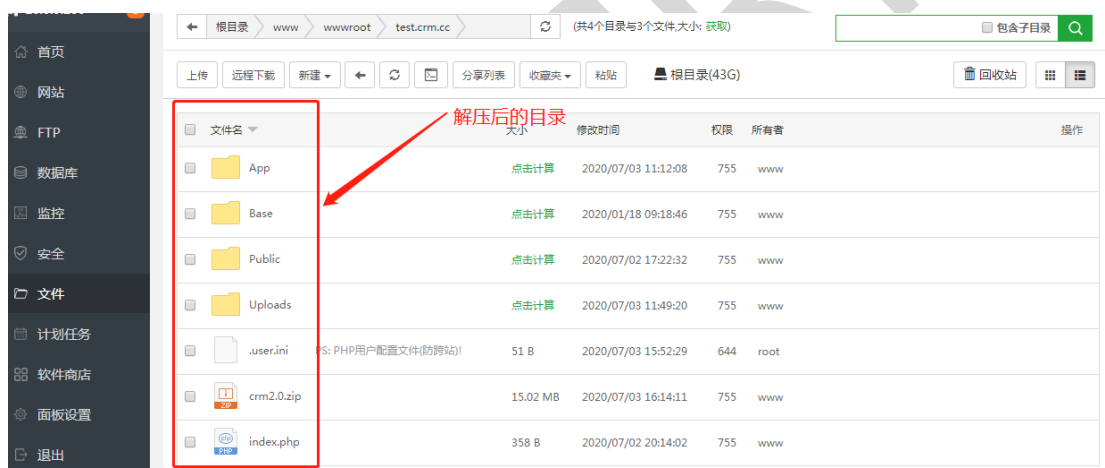 ← 根目录 www wwwroot test.crm.cc (共4个目录与3个文件,大小: 获取) 包含子目录
首页
上传 远程下载 新建 分享列表 收藏夹 粘贴 根目录(43G) 回收站
网站
解压后的目录
文件名 大小 修改时间 权限 所有者 操作
FTP
App 点击计算 2020/07/03 11:12:08 755 www
数据库
Base 点击计算 2020/01/18 09:18:46 755 www
监控
安全
Public 点击计算 2020/07/02 17:22:32 755 www
文件
Uploads 点击计算 2020/07/03 11:49:20 755 www
计划任务
.user.ini PS: PHP用户配置文件(防跨站)! 51 B 2020/07/03 15:52:29 644 root
软件商店
ZIP crm2.0.zip 15.02 MB 2020/07/03 16:14:11 755 www
面板设置
php PHP index.php 358 B 2020/07/02 20:14:02 755 www
退出